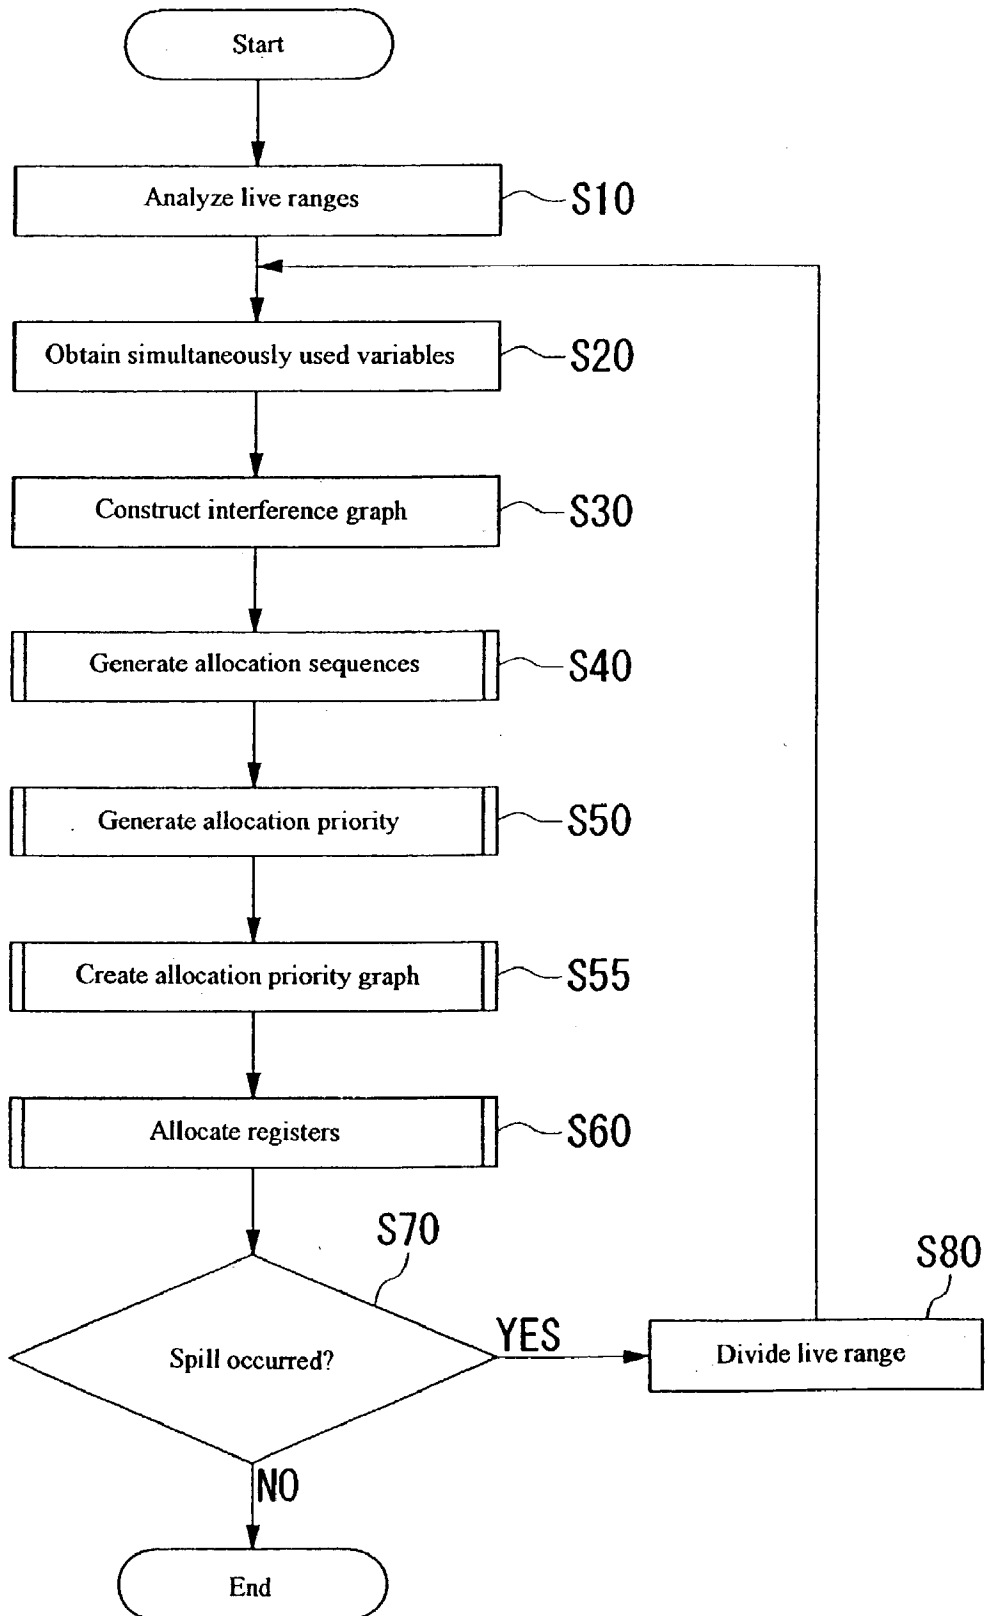 Start
Analyze live ranges
S10
Obtain simultaneously used variables
S20
Construct interference graph
S30
Generate allocation sequences
S40
Generate allocation priority
S50
Create allocation priority graph
S55
Allocate registers
S60
S70
Spill occurred?
YES
S80
Divide live range
NO
End